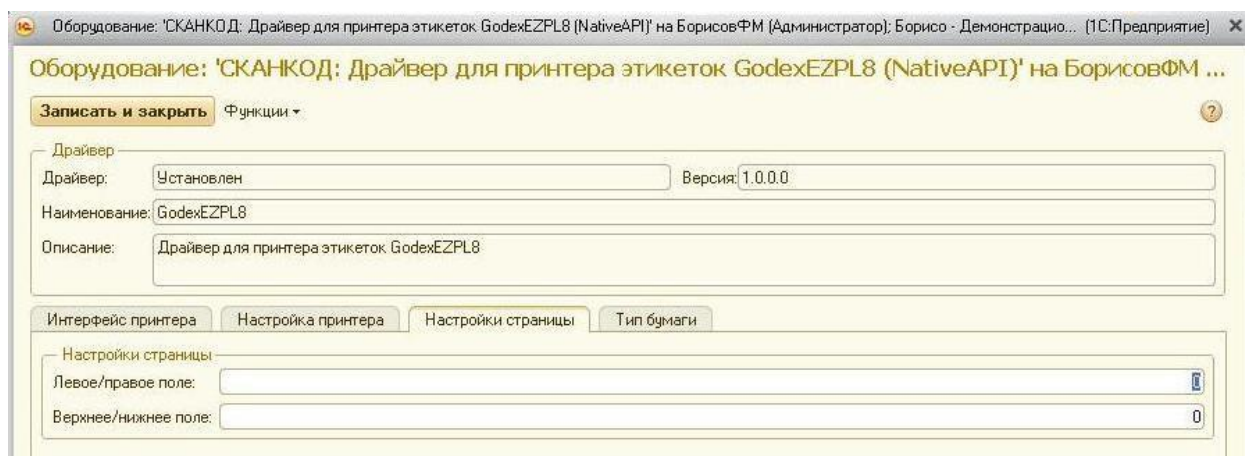 Оборудование: 'СКАНКОД: Драйвер для принтера этикеток GodexEZPL8 (NativeAPI)' на БорисовФМ (Администратор); Борисо - Демонстрацио... (1С:Предприятие)
Оборудование: 'СКАНКОД: Драйвер для принтера этикеток GodexEZPL8 (NativeAPI)' на БорисовФМ ...
Записать и закрыть Функции
Драйвер
Драйвер: Установлен Версия: 1.0.0.0
Наименование: GodexEZPL8
Описание: Драйвер для принтера этикеток GodexEZPL8
Интерфейс принтера Настройка принтера Настройки страницы Тип бумаги
Настройки страницы
Левое/правое поле: 0
Верхнее/нижнее поле: 0